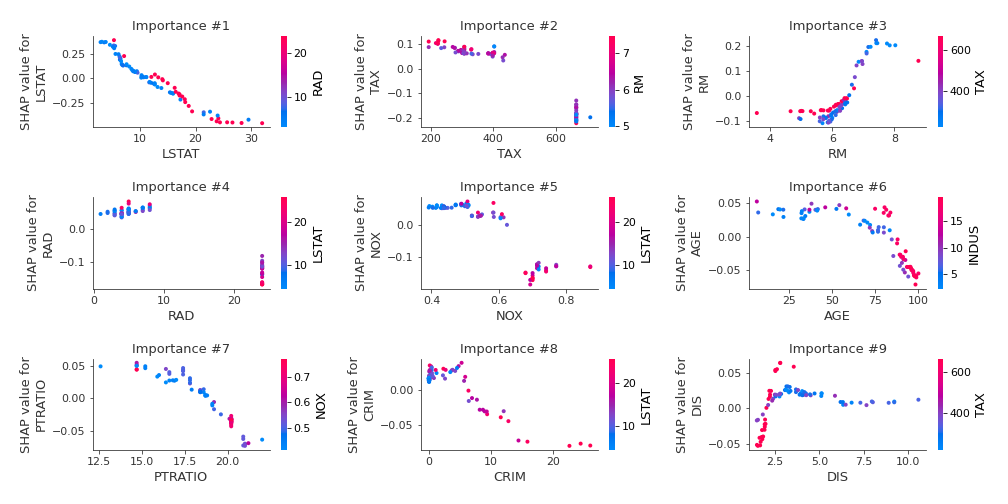 Importance #1
SHAP value for
LSTAT
0.25
0.00
−0.25
10
20
30
LSTAT
20
10
RAD
Importance #2
SHAP value for
TAX
0.1
0.0
−0.1
−0.2
200
400
600
TAX
7
6
5
RM
Importance #3
SHAP value for
RM
0.2
0.1
0.0
−0.1
4
6
8
RM
600
400
TAX
Importance #4
SHAP value for
RAD
0.0
−0.1
0
20
RAD
20
10
LSTAT
Importance #5
SHAP value for
NOX
0.0
−0.1
0.4
0.6
0.8
NOX
20
10
LSTAT
Importance #6
SHAP value for
AGE
0.05
0.00
−0.05
25
50
75
100
AGE
15
10
5
INDUS
Importance #7
SHAP value for
PTRATIO
0.05
0.00
−0.05
12.5
15.0
17.5
20.0
PTRATIO
0.7
0.6
0.5
NOX
Importance #8
SHAP value for
CRIM
0.00
−0.05
0
10
20
CRIM
20
10
LSTAT
Importance #9
SHAP value for
DIS
0.05
0.00
−0.05
2.5
5.0
7.5
10.0
DIS
600
400
TAX